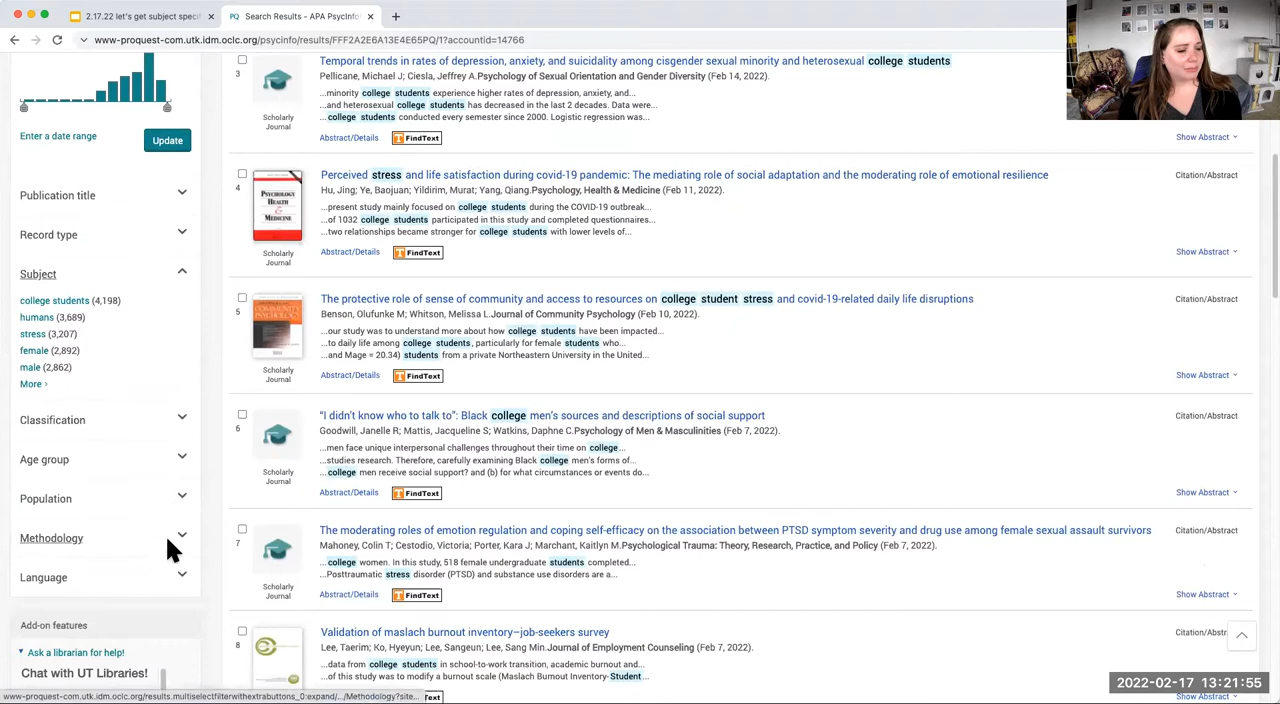 2.17.22 let's get subject speci
Search Results - APA PsycInfo
www-proquest-com.utk.idm.oclc.org/psycinfo/results/FFF2A2E6A13E4E65PQ/1?accountid=14766
Enter a date range
Update
Publication title
Record type
Subject
college students (4,198)
humans (3,689)
stress (3,207)
female (2,892)
male (2,862)
More ›
Classification
Age group
Population
Methodology
Language
Add-on features
Ask a librarian for help!
Chat with UT Libraries!
www-proquest-com.utk.idm.oclc.org/results.multiselectfilterwithextrabuttons_0:expand/.../Methodology?site...
3
Scholarly
Journal
Temporal trends in rates of depression, anxiety, and suicidality among cisgender sexual minority and heterosexual college students
Pellicane, Michael J; Ciesla, Jeffrey A.Psychology of Sexual Orientation and Gender Diversity (Feb 14, 2022).
...minority college students experience higher rates of depression, anxiety, and...
...and heterosexual college students has decreased in the last 2 decades. Data were...
...college students conducted every semester since 2000. Logistic regression was...
Abstract/Details T FindText
Show Abstract
4
PSYCHOLOGY
HEALTH
&
MEDICINE
Scholarly
Journal
Perceived stress and life satisfaction during covid-19 pandemic: The mediating role of social adaptation and the moderating role of emotional resilience
Citation/Abstract
Hu, Jing; Ye, Baojuan; Yildirim, Murat; Yang, Qiang.Psychology, Health & Medicine (Feb 11, 2022).
...present study mainly focused on college students during the COVID-19 outbreak...
...of 1032 college students participated in this study and completed questionnaires...
...two relationships became stronger for college students with lower levels of...
Abstract/Details T FindText
Show Abstract
5
COMMUNITY
PSYCHOLOGY
Scholarly
Journal
The protective role of sense of community and access to resources on college student stress and covid-19-related daily life disruptions
Citation/Abstract
Benson, Olufunke M; Whitson, Melissa L.Journal of Community Psychology (Feb 10, 2022).
...our study was to understand more about how college students have been impacted...
...to daily life among college students, particularly for female students who...
...and Mage = 20.34) students from a private Northeastern University in the United...
Abstract/Details T FindText
Show Abstract
6
Scholarly
Journal
“I didn’t know who to talk to”: Black college men’s sources and descriptions of social support
Citation/Abstract
Goodwill, Janelle R; Mattis, Jacqueline S; Watkins, Daphne C.Psychology of Men & Masculinities (Feb 7, 2022).
...men face unique interpersonal challenges throughout their time on college...
...studies research. Therefore, carefully examining Black college men's forms of...
...college men receive social support? and (b) for what circumstances or events do...
Abstract/Details T FindText
Show Abstract
7
Scholarly
Journal
The moderating roles of emotion regulation and coping self-efficacy on the association between PTSD symptom severity and drug use among female sexual assault survivors
Citation/Abstract
Mahoney, Colin T; Cestodio, Victoria; Porter, Kara J; Marchant, Kaitlin M.Psychological Trauma: Theory, Research, Practice, and Policy (Feb 7, 2022).
...college women. In this study, 518 female undergraduate students completed...
...Posttraumatic stress disorder (PTSD) and substance use disorders are a...
Abstract/Details T FindText
Show Abstract
8
Validation of maslach burnout inventory–job-seekers survey
Citation/Abstr
Lee, Taerim; Ko, Hyeyun; Lee, Sangeun; Lee, Sang Min.Journal of Employment Counseling (Feb 7, 2022).
...data from college students in school-to-work transition, academic burnout and...
...of this study was to modify a burnout scale (Maslach Burnout Inventory-Student
Text
Show Abstract
2022-02-17 13:21:55